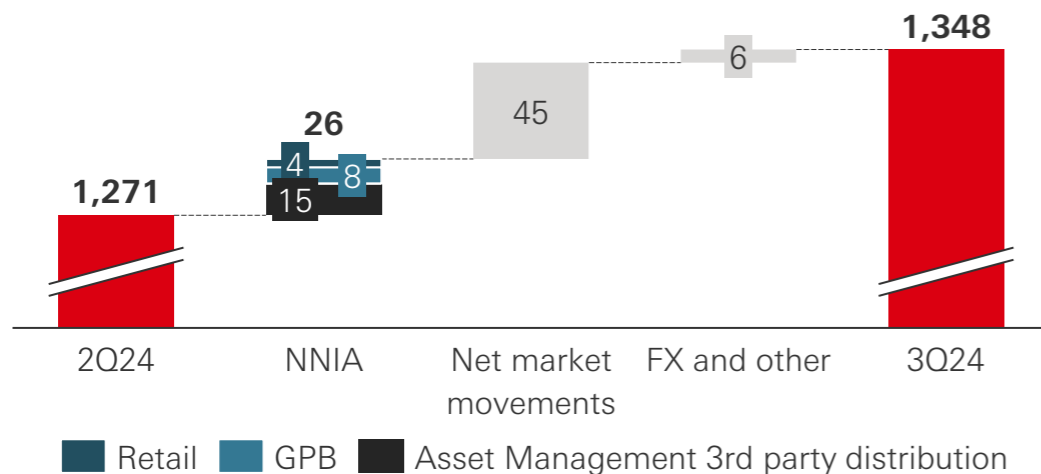 1,348
6
45
26
4
8
15
1,271
2Q24
NNIA
Net market
movements
FX and other
3Q24
Retail
GPB
Asset Management 3rd party distribution